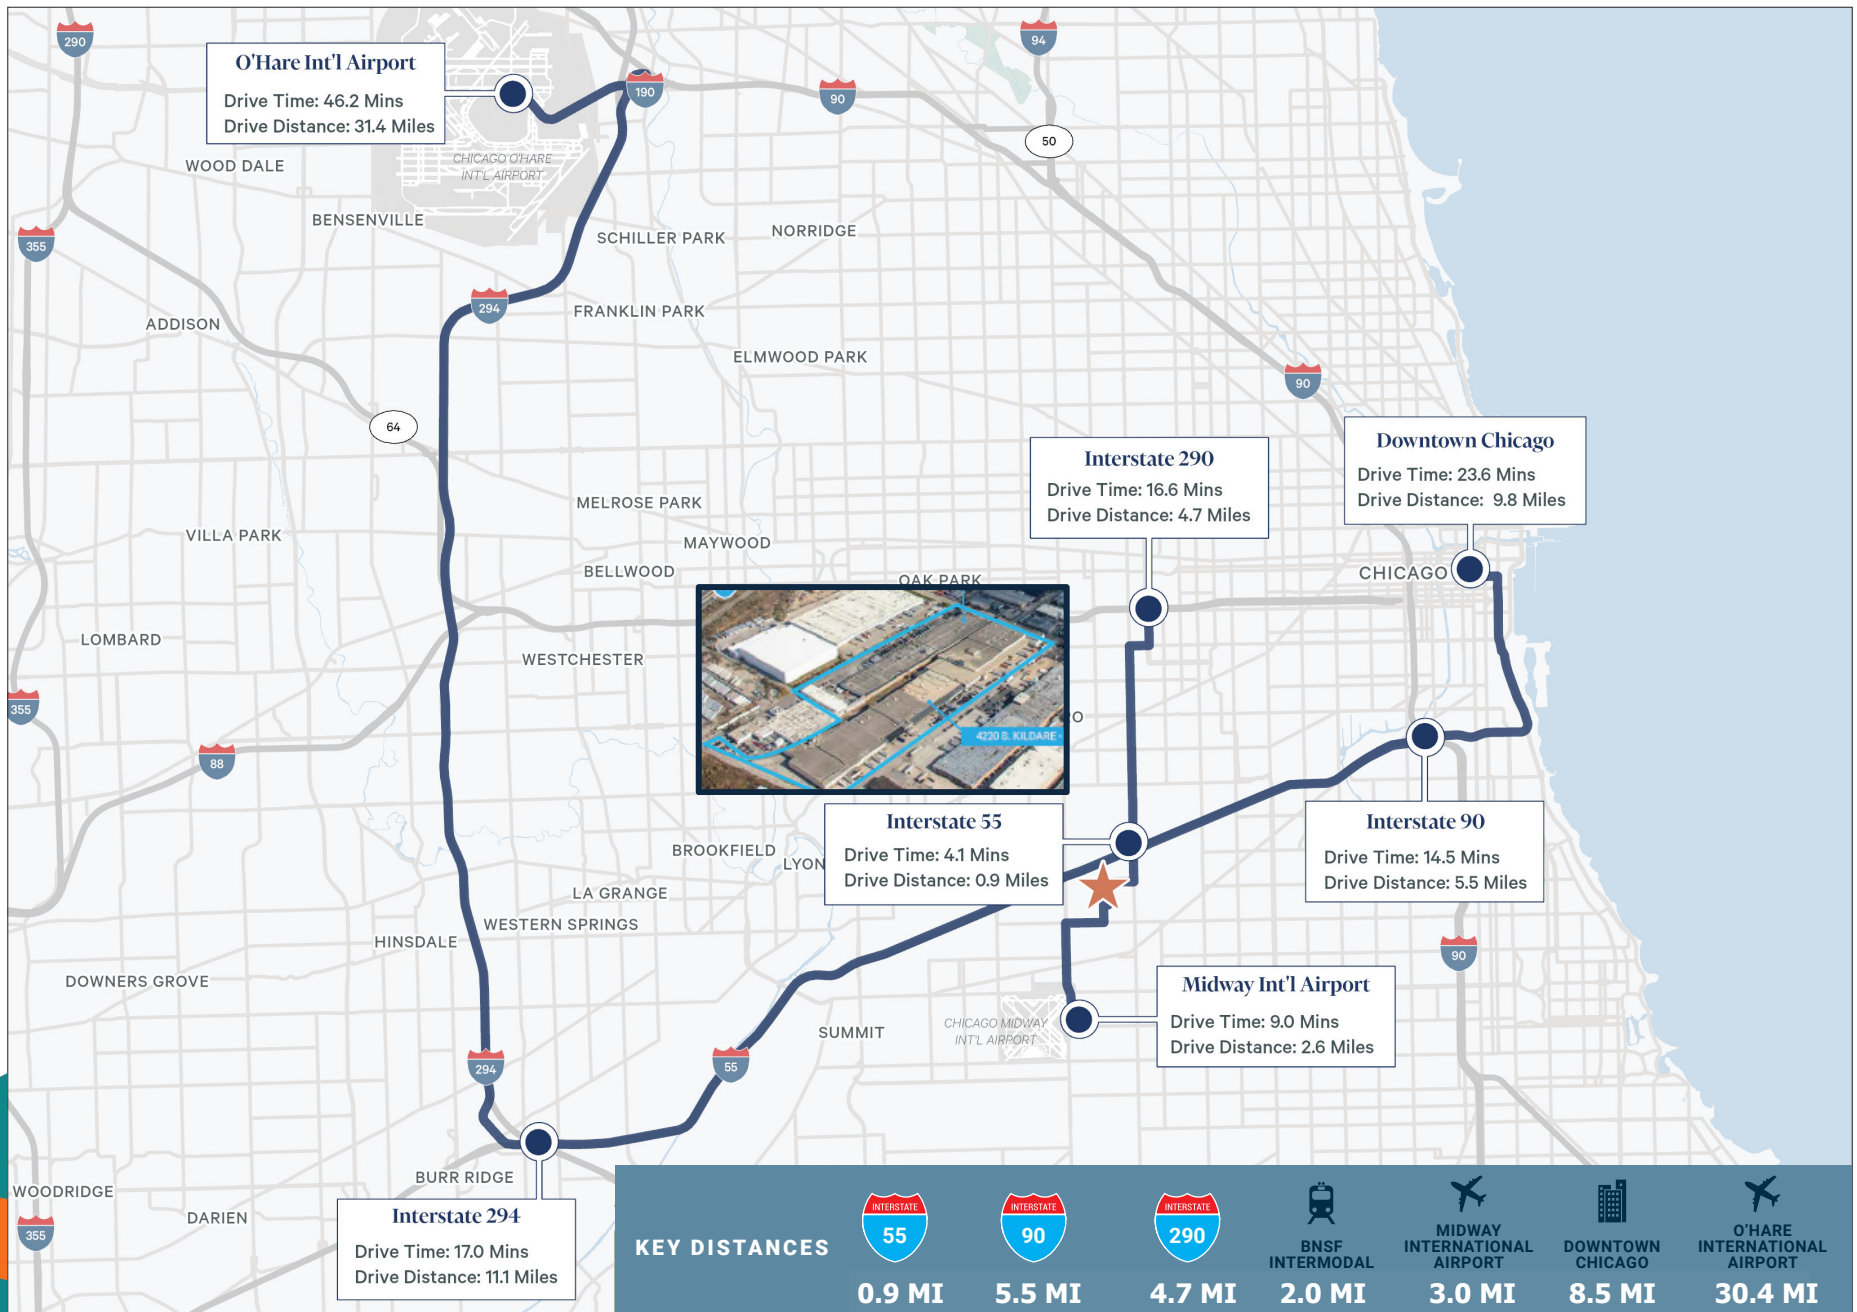 290
94
O'Hare Int'l Airport
Drive Time: 46.2 Mins
Drive Distance: 31.4 Miles
190
90
50
CHICAGO O'HARE
INT'L AIRPORT
WOOD DALE
BENSENVILLE
355
SCHILLER PARK
NORRIDGE
294
FRANKLIN PARK
ADDISON
ELMWOOD PARK
90
64
Downtown Chicago
Drive Time: 23.6 Mins
Drive Distance: 9.8 Miles
Interstate 290
Drive Time: 16.6 Mins
Drive Distance: 4.7 Miles
MELROSE PARK
VILLA PARK
MAYWOOD
BELLWOOD
OAK PARK
CHICAGO
LOMBARD
WESTCHESTER
355
RO
4220 S. KILDARE
88
Interstate 55
Drive Time: 4.1 Mins
Drive Distance: 0.9 Miles
Interstate 90
Drive Time: 14.5 Mins
Drive Distance: 5.5 Miles
BROOKFIELD
LYON
LA GRANGE
WESTERN SPRINGS
HINSDALE
90
DOWNERS GROVE
Midway Int'l Airport
Drive Time: 9.0 Mins
Drive Distance: 2.6 Miles
CHICAGO MIDWAY
INT'L AIRPORT
SUMMIT
294
55
BURR RIDGE
WOODRIDGE
DARIEN
355
Interstate 294
Drive Time: 17.0 Mins
Drive Distance: 11.1 Miles
KEY DISTANCES
INTERSTATE
55
0.9 MI
INTERSTATE
90
5.5 MI
INTERSTATE
290
4.7 MI
BNSF
INTERMODAL
2.0 MI
MIDWAY
INTERNATIONAL
AIRPORT
3.0 MI
DOWNTOWN
CHICAGO
8.5 MI
O'HARE
INTERNATIONAL
AIRPORT
30.4 MI